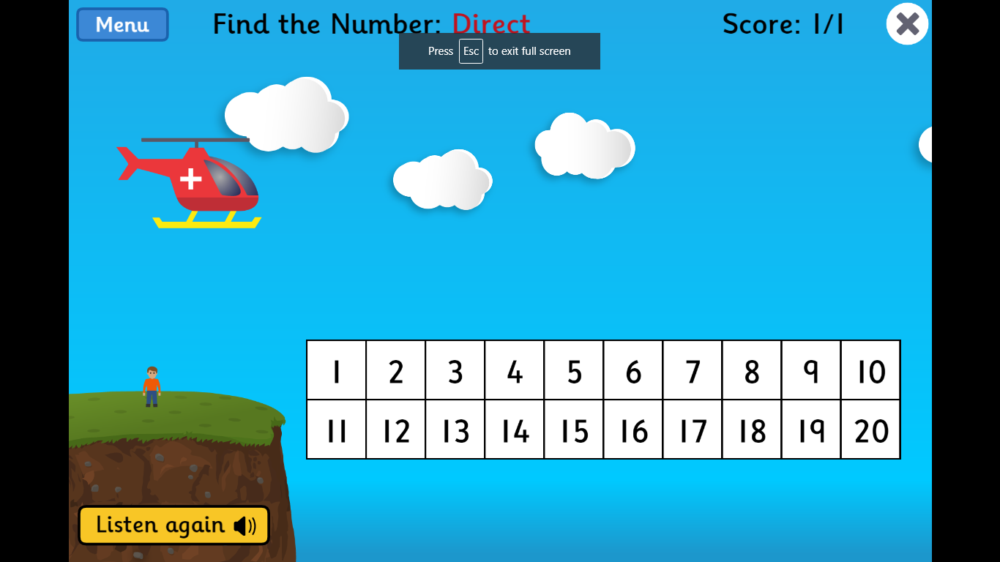 Menu
Find the Number: Direct
Score: 1/1
Press Esc to exit full screen
1 2 3 4 5 6 7 8 9 10
11 12 13 14 15 16 17 18 19 20
Listen again